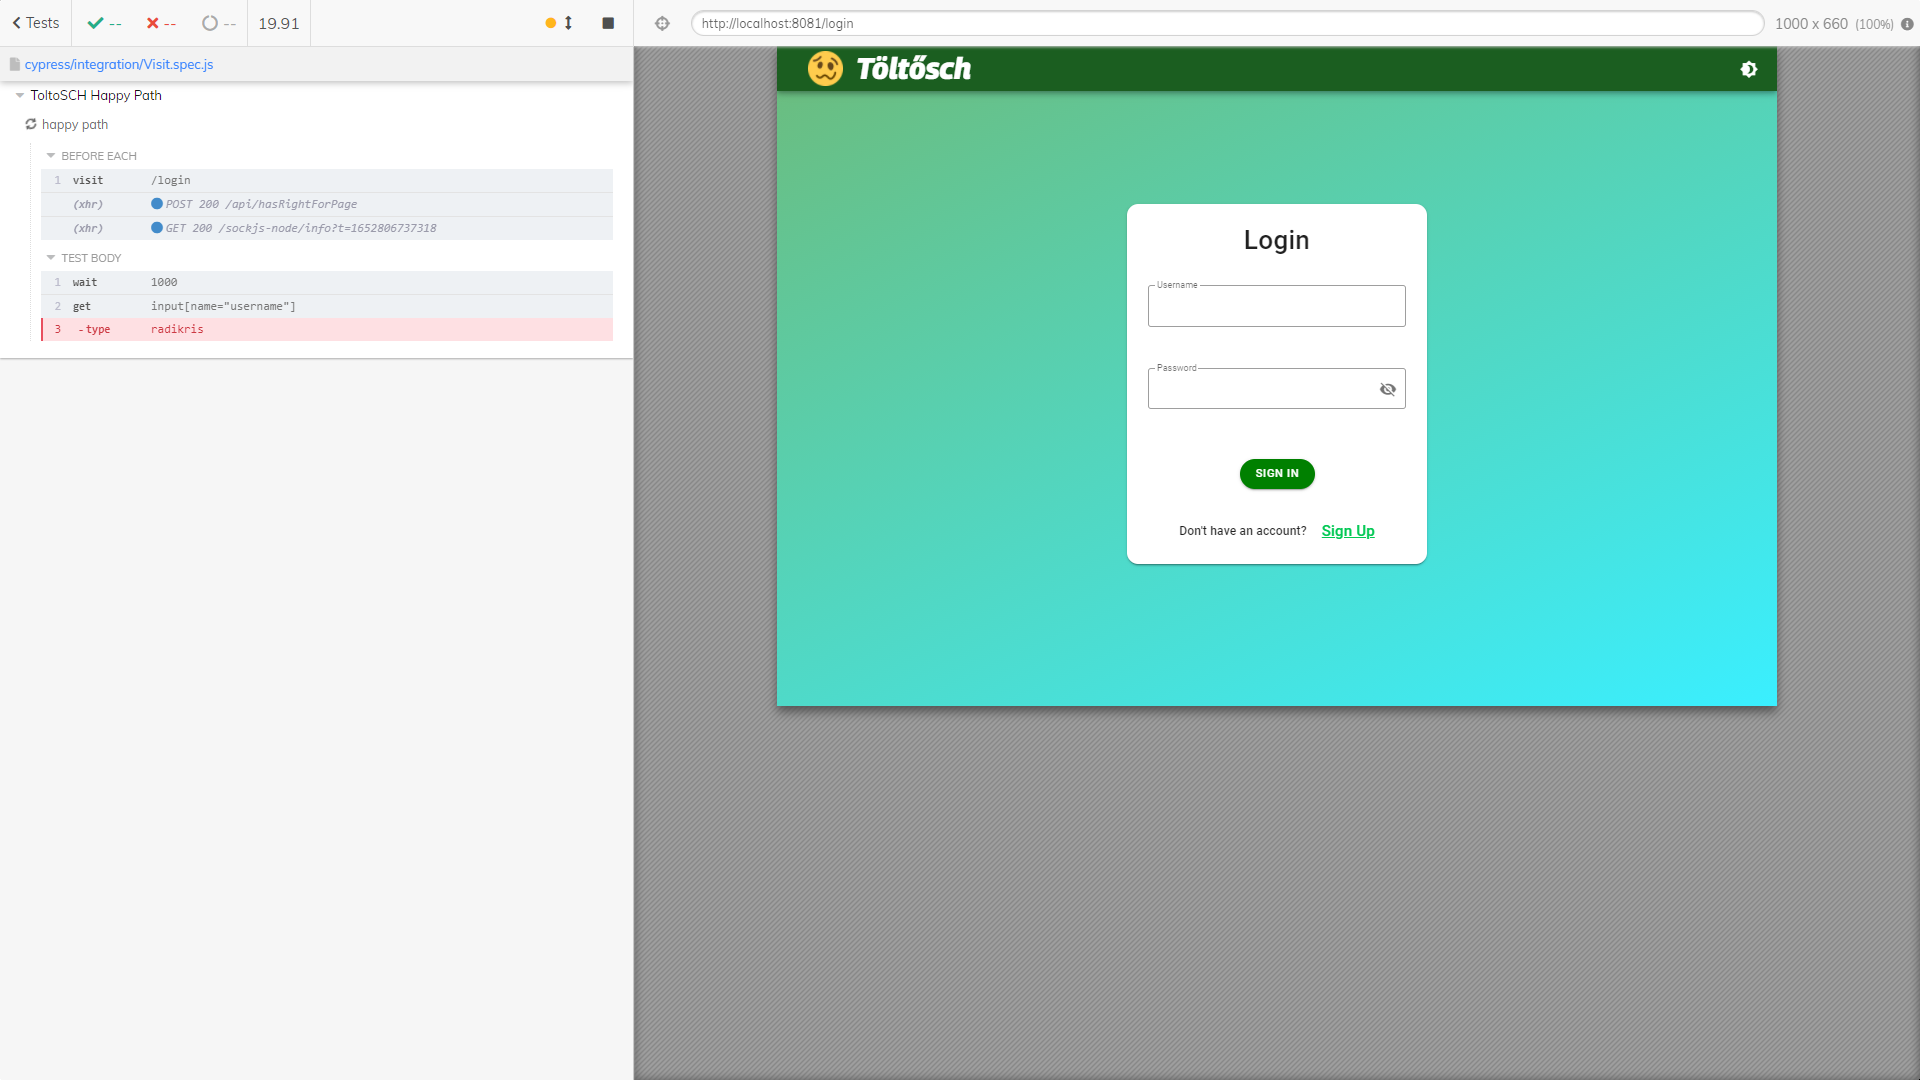 Tests
--
--
--
19.91
http://localhost:8081/login
1000 x 660 (100%)
cypress/integration/Visit.spec.js
ToltoSCH Happy Path
happy path
BEFORE EACH
1 visit /login
(xhr) POST 200 /api/hasRightForPage
(xhr) GET 200 /sockjs-node/info?t=1652806737318
TEST BODY
1 wait 1000
2 get input[name="username"]
3 -type radikris
Töltősch
Login
Username
Password
SIGN IN
Don't have an account? Sign Up